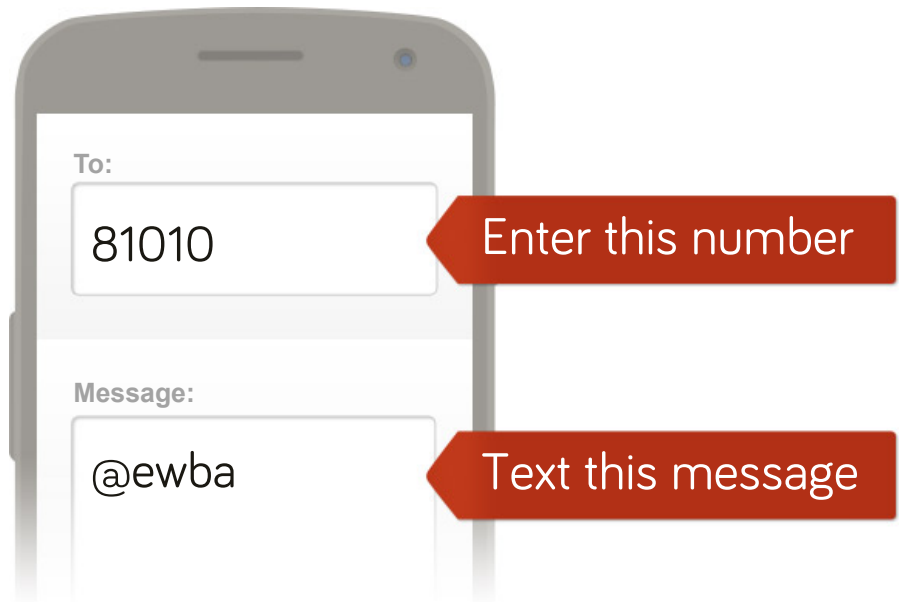 To:
81010
Enter this number
Message:
@ewba
Text this message